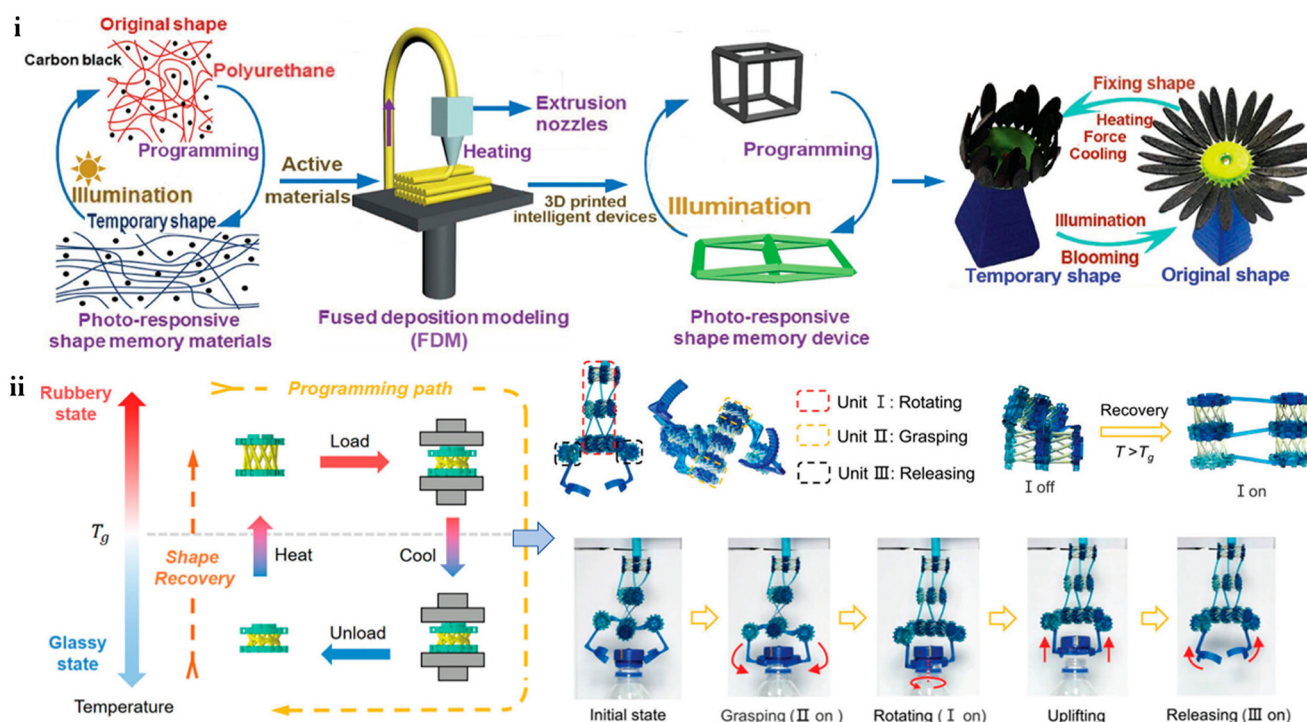 i
Original shape
Carbon black
Polyurethane
Programming
Illumination
Temporary shape
Photo-responsive
shape memory materials
Active
materials
Extrusion
nozzles
Heating
3D printed
intelligent devices
Fused deposition modeling
(FDM)
Programming
Illumination
Photo-responsive
shape memory device
Fixing shape
Heating
Force
Cooling
Illumination
Blooming
Temporary shape
Original shape
ii
Rubbery
state
Tg
Glassy
state
Temperature
Programming path
Load
Heat
Cool
Shape
Recovery
Unload
Unit Ⅰ: Rotating
Unit Ⅱ: Grasping
Unit Ⅲ: Releasing
Recovery
T>Tg
Ⅰ off
Ⅰ on
Initial state
Grasping (Ⅱ on)
Rotating (Ⅰ on)
Uplifting
Releasing (Ⅲ on)